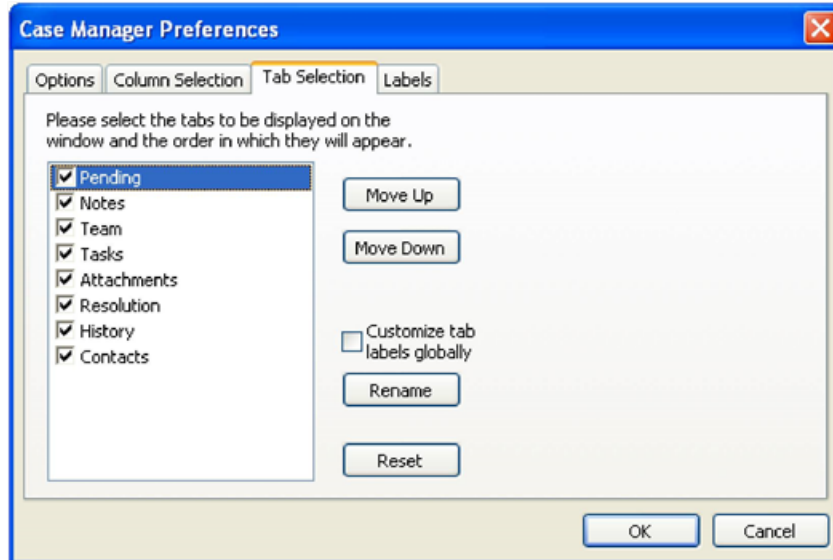 Case Manager Preferences
Options
Column Selection
Tab Selection
Labels
Please select the tabs to be displayed on the
window and the order in which they will appear.
Pending
Notes
Team
Tasks
Attachments
Resolution
History
Contacts
Move Up
Move Down
Customize tab
labels globally
Rename
Reset
OK
Cancel